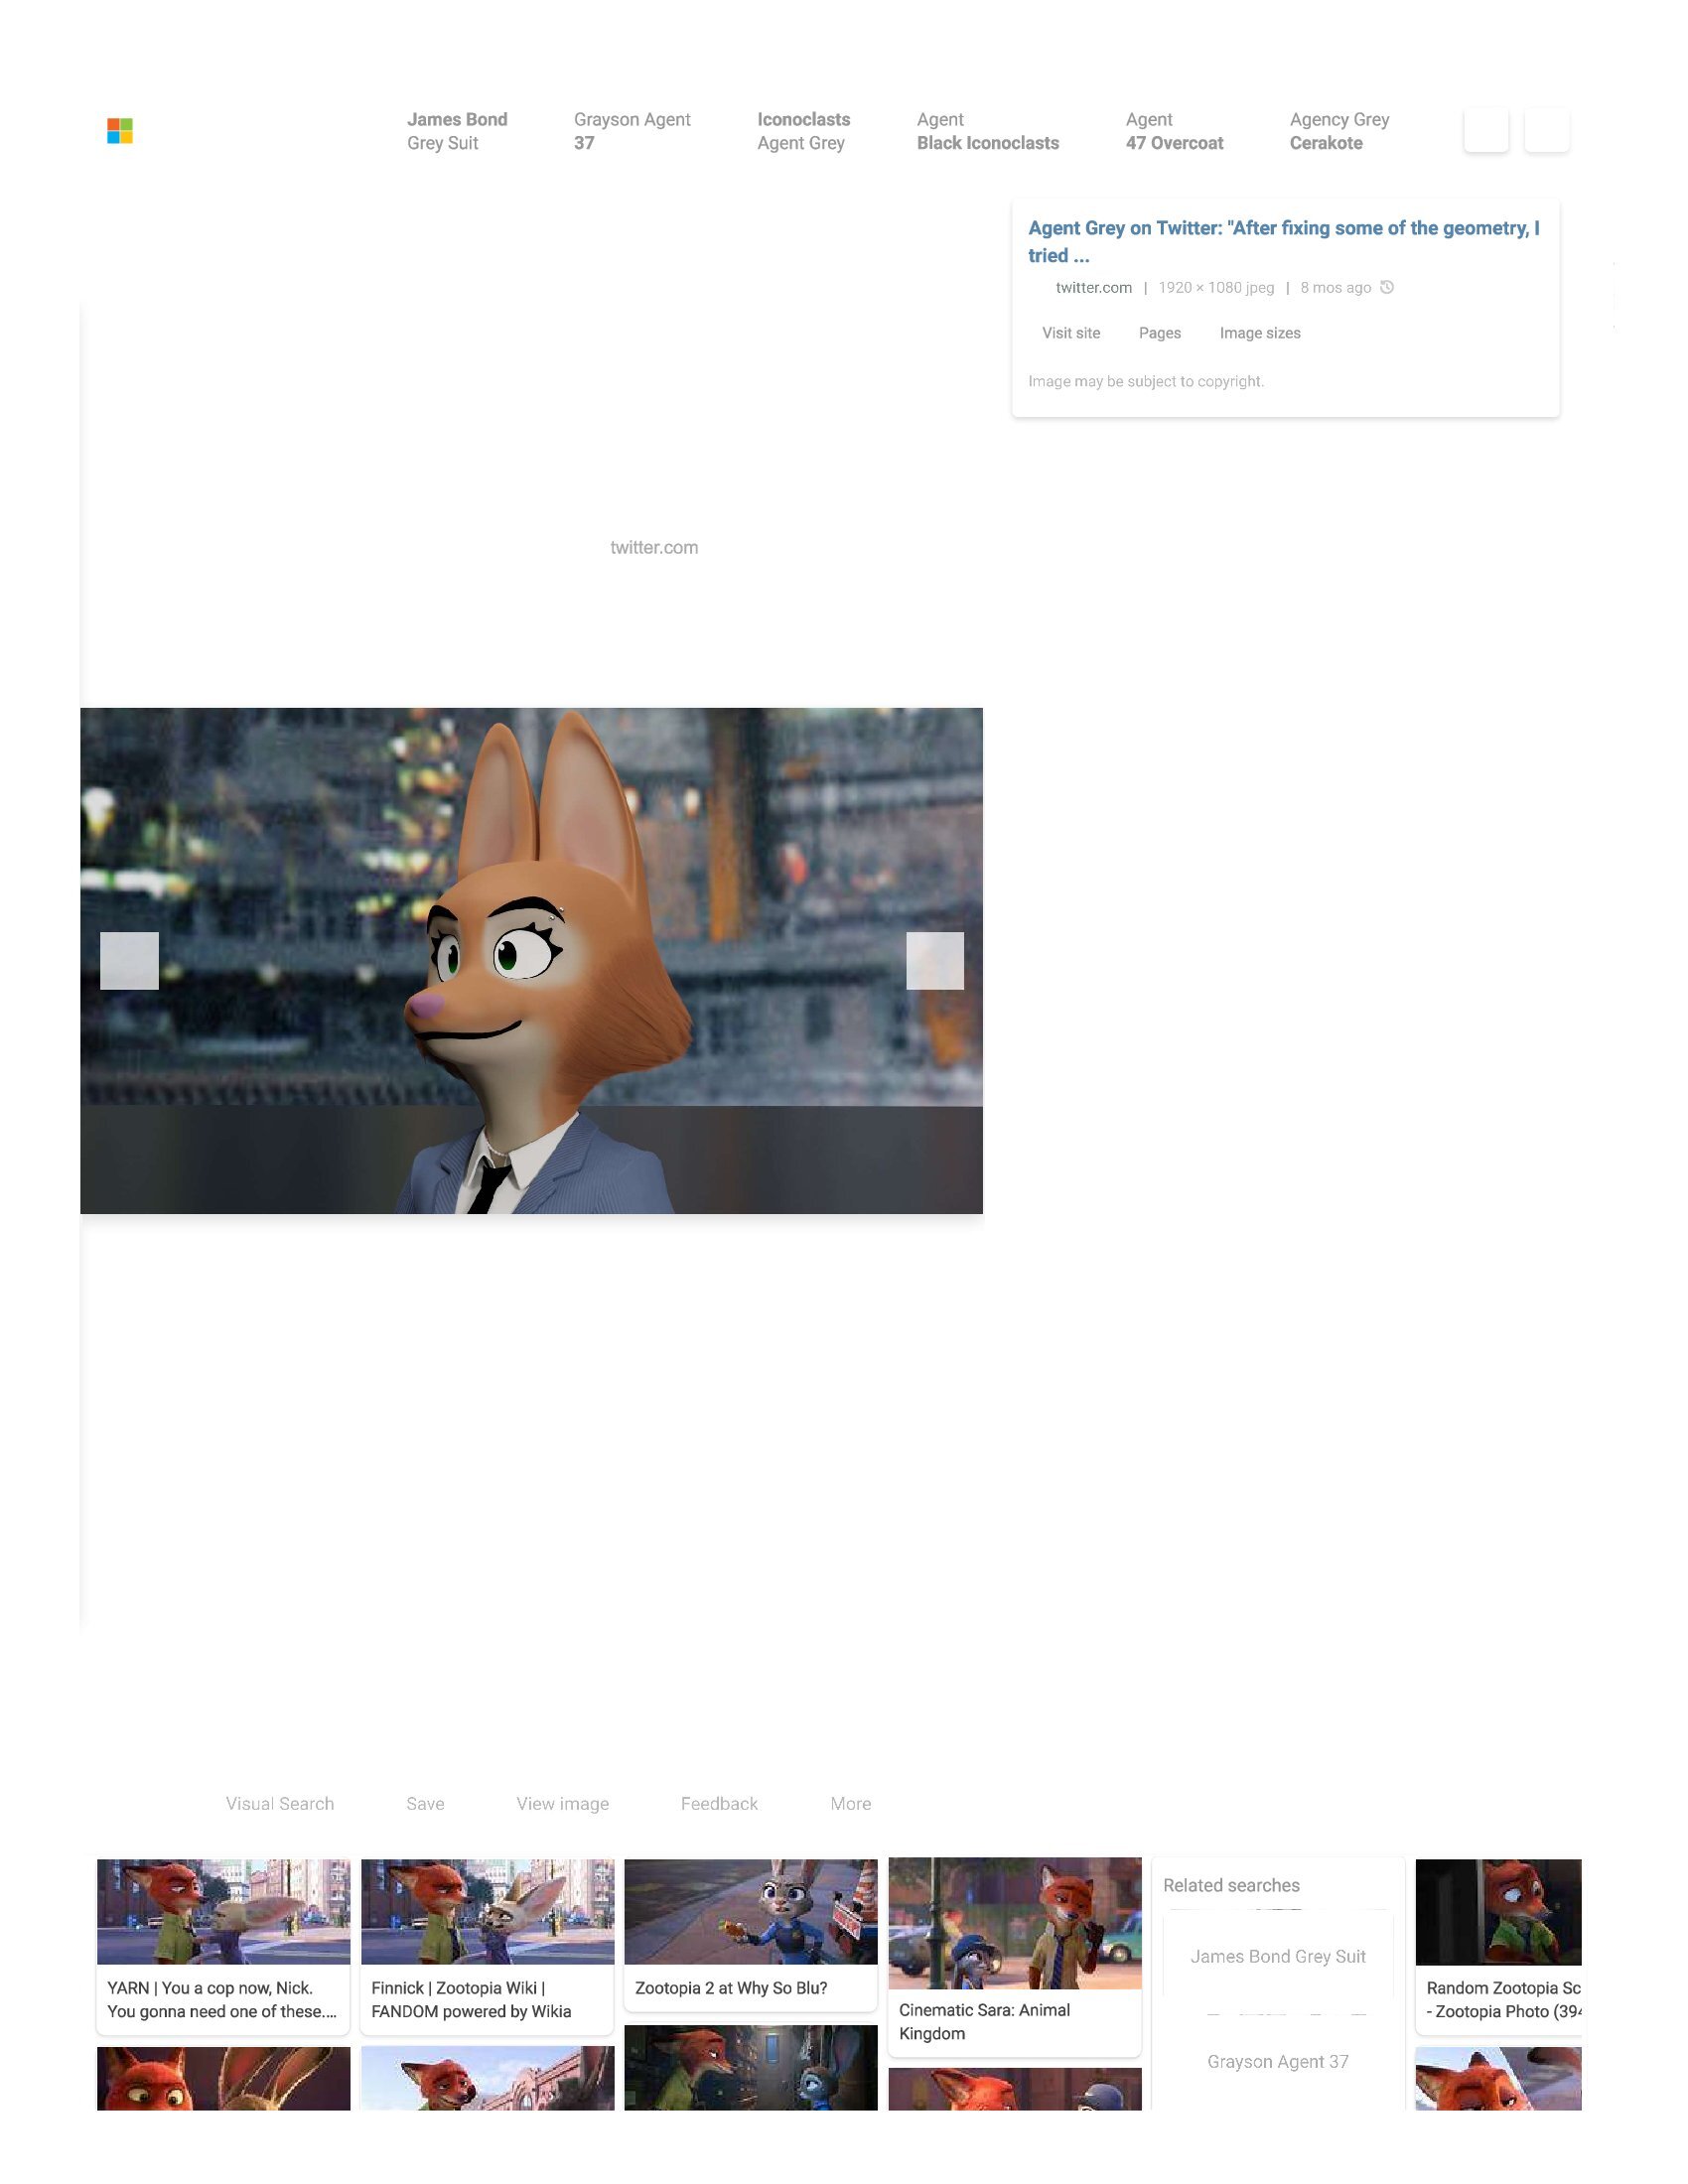 James Bond
Grey Suit
Grayson Agent
37
Iconoclasts
Agent Grey
Agent
Black Iconoclasts
Agent
47 Overcoat
Agency Grey
Cerakote
Agent Grey on Twitter: "After fixing some of the geometry, I
tried ...
twitter.com | 1920 × 1080 jpeg | 8 mos ago
Visit site Pages Image sizes
Image may be subject to copyright.
twitter.com
Visual Search Save View image Feedback More
YARN | You a cop now, Nick.
You gonna need one of these....
Finnick | Zootopia Wiki |
FANDOM powered by Wikia
Zootopia 2 at Why So Blu?
Cinematic Sara: Animal
Kingdom
Related searches
James Bond Grey Suit
Grayson Agent 37
Random Zootopia Sc
- Zootopia Photo (394